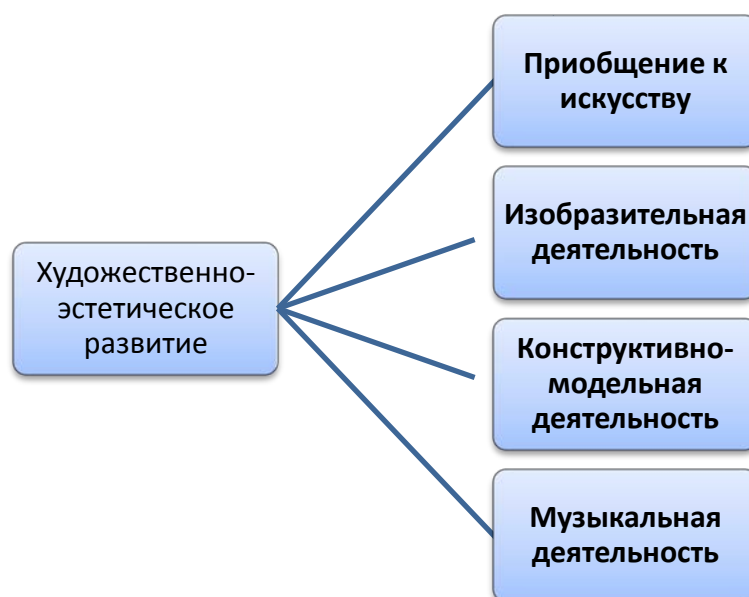 Приобщение к
искусству
Изобразительная
деятельность
Художественно-
эстетическое
развитие
Конструктивно-
модельная
деятельность
Музыкальная
деятельность